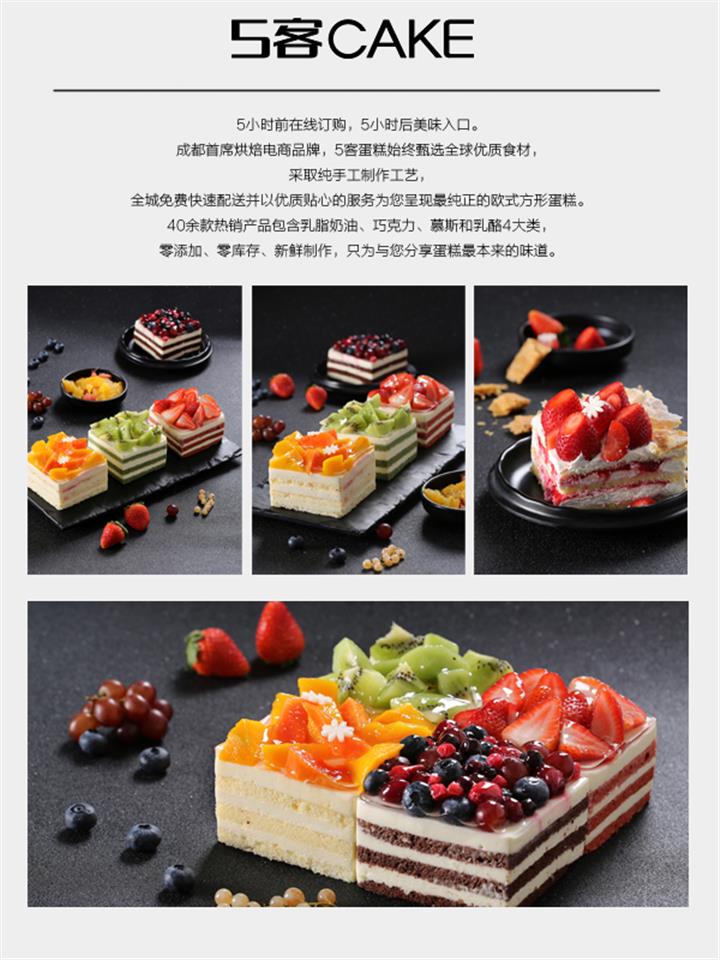 5客CAKE
5小时前在线订购，5小时后美味入口。
成都首席烘焙电商品牌，5客蛋糕始终甄选全球优质食材，
采取纯手工制作工艺，
全城免费快速配送并以优质贴心的服务为您呈现最纯正的欧式方形蛋糕。
40余款热销产品包含乳脂奶油、巧克力、慕斯和乳酪4大类，
零添加、零库存、新鲜制作，只为与您分享蛋糕最本来的味道。